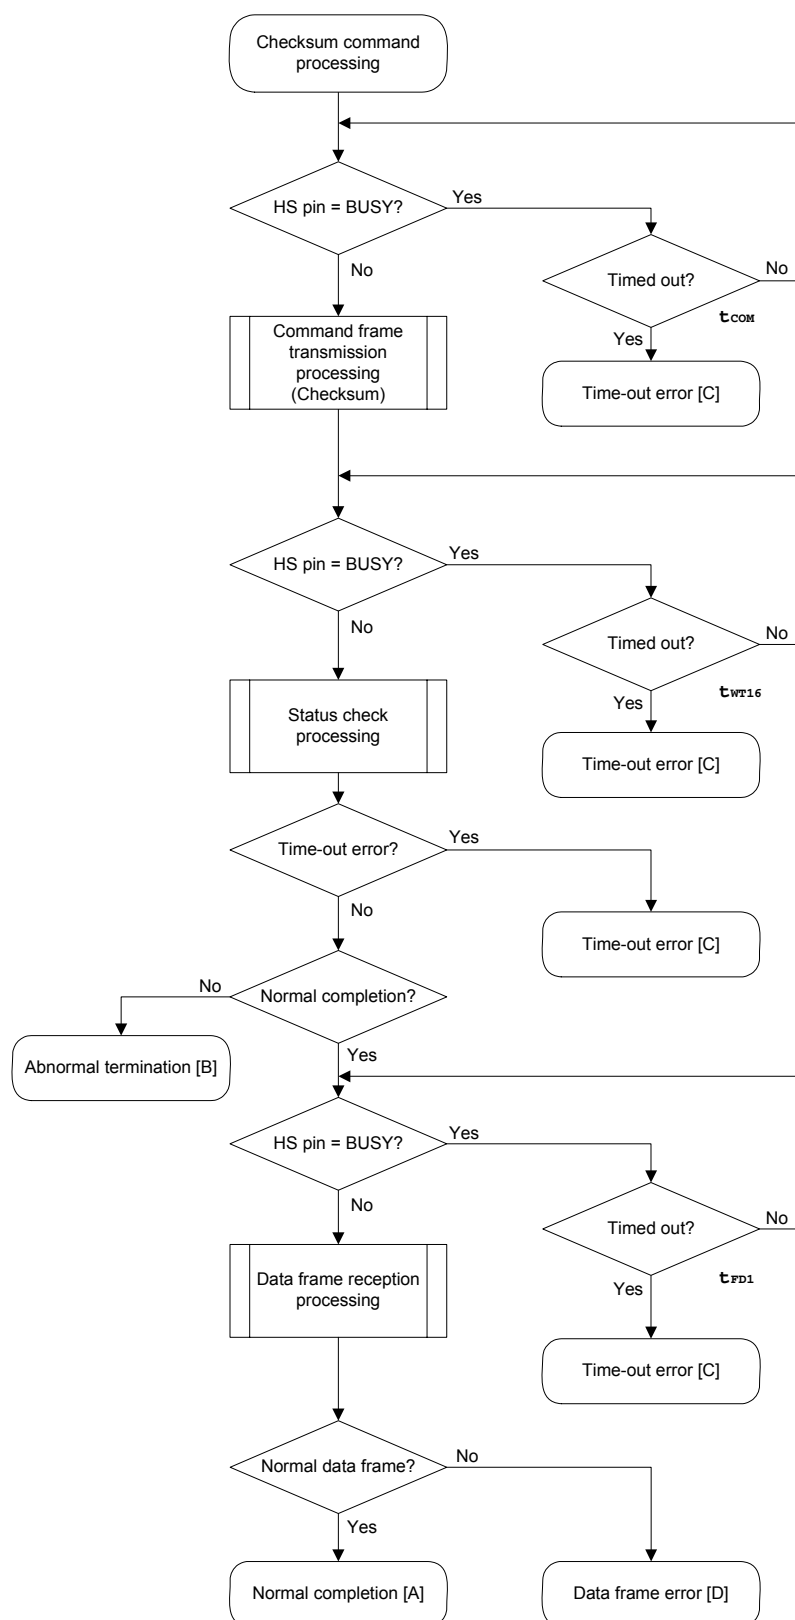 Checksum command
processing
HS pin = BUSY?
Yes
No
Timed out?
No
tCOM
Yes
Command frame
transmission
processing
(Checksum)
Time-out error [C]
HS pin = BUSY?
Yes
No
Timed out?
No
tWT16
Yes
Status check
processing
Time-out error [C]
Time-out error?
Yes
No
Time-out error [C]
Normal completion?
No
Yes
Abnormal termination [B]
HS pin = BUSY?
Yes
No
Timed out?
No
tFD1
Yes
Data frame reception
processing
Time-out error [C]
Normal data frame?
No
Yes
Normal completion [A]
Data frame error [D]